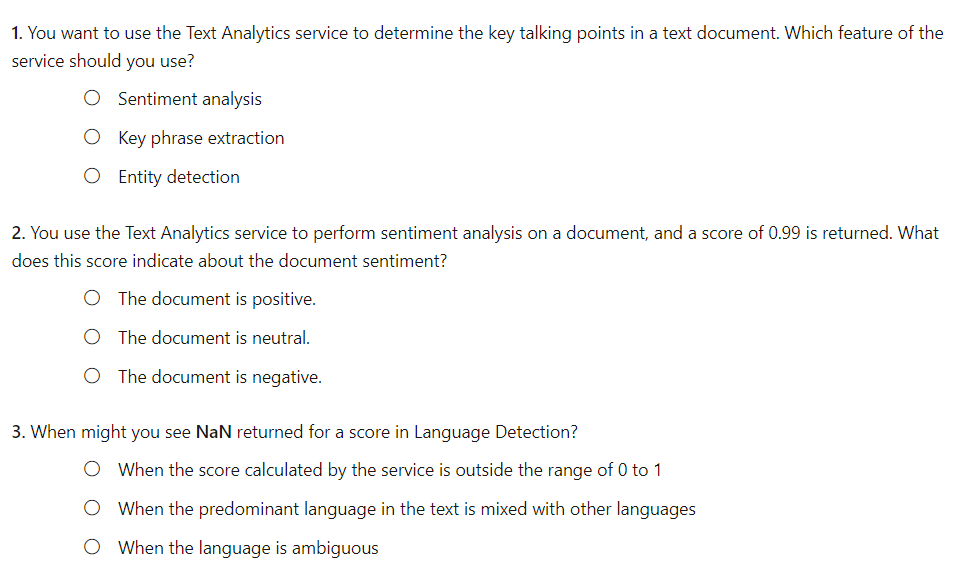 1. You want to use the Text Analytics service to determine the key talking points in a text document. Which feature of the
service should you use?
Sentiment analysis
Key phrase extraction
Entity detection
2. You use the Text Analytics service to perform sentiment analysis on a document, and a score of 0.99 is returned. What
does this score indicate about the document sentiment?
The document is positive.
The document is neutral.
The document is negative.
3. When might you see NaN returned for a score in Language Detection?
When the score calculated by the service is outside the range of 0 to 1
When the predominant language in the text is mixed with other languages
When the language is ambiguous